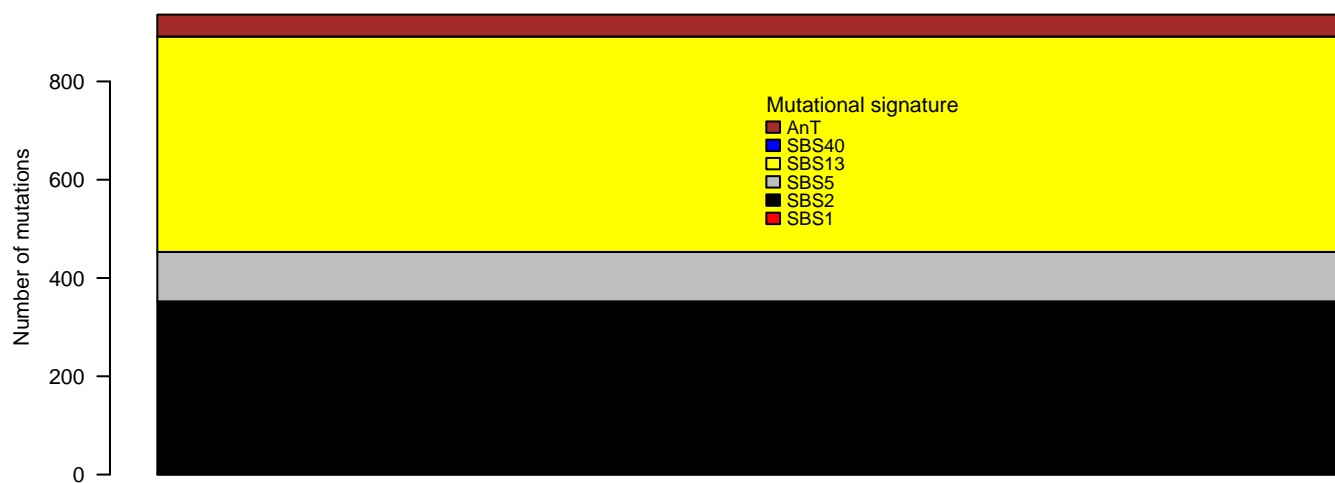 800
600
400
200
0
Number of mutations
Mutational signature
AnT
SBS40
SBS13
SBS5
SBS2
SBS1